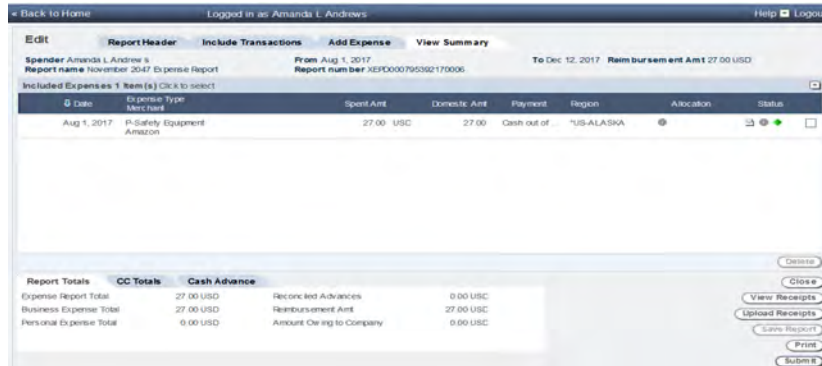 « Back to Home Logged in as Amanda L Andrews Help Logou
Edit Report Header Include Transactions Add Expense View Summary
Spender Amanda L Andrews From Aug 1, 2017 To Dec 12, 2017 Reimbursement Amt 27.00 USD
Report name November 2047 Expense Report Report number XEPD000795392170006
Included Expenses 1 Item(s) Click to select
Date Expense Type Merchant Spent Amt Domestic Amt Payment Region Allocation Status
Aug 1, 2017 P-Safety Equipment 27.00 USC 27.00 Cash out of ... *US-ALASKA
Amazon
Delete
Report Totals CC Totals Cash Advance Close
Expense Report Total 27.00 USD Reconciled Advances 0.00 USC View Receipts
Business Expense Total 27.00 USD Reimbursement Amt 27.00 USC Upload Receipts
Personal Expense Total 0.00 USD Amount Owing to Company 0.00 USC Save Report
Print
Submit